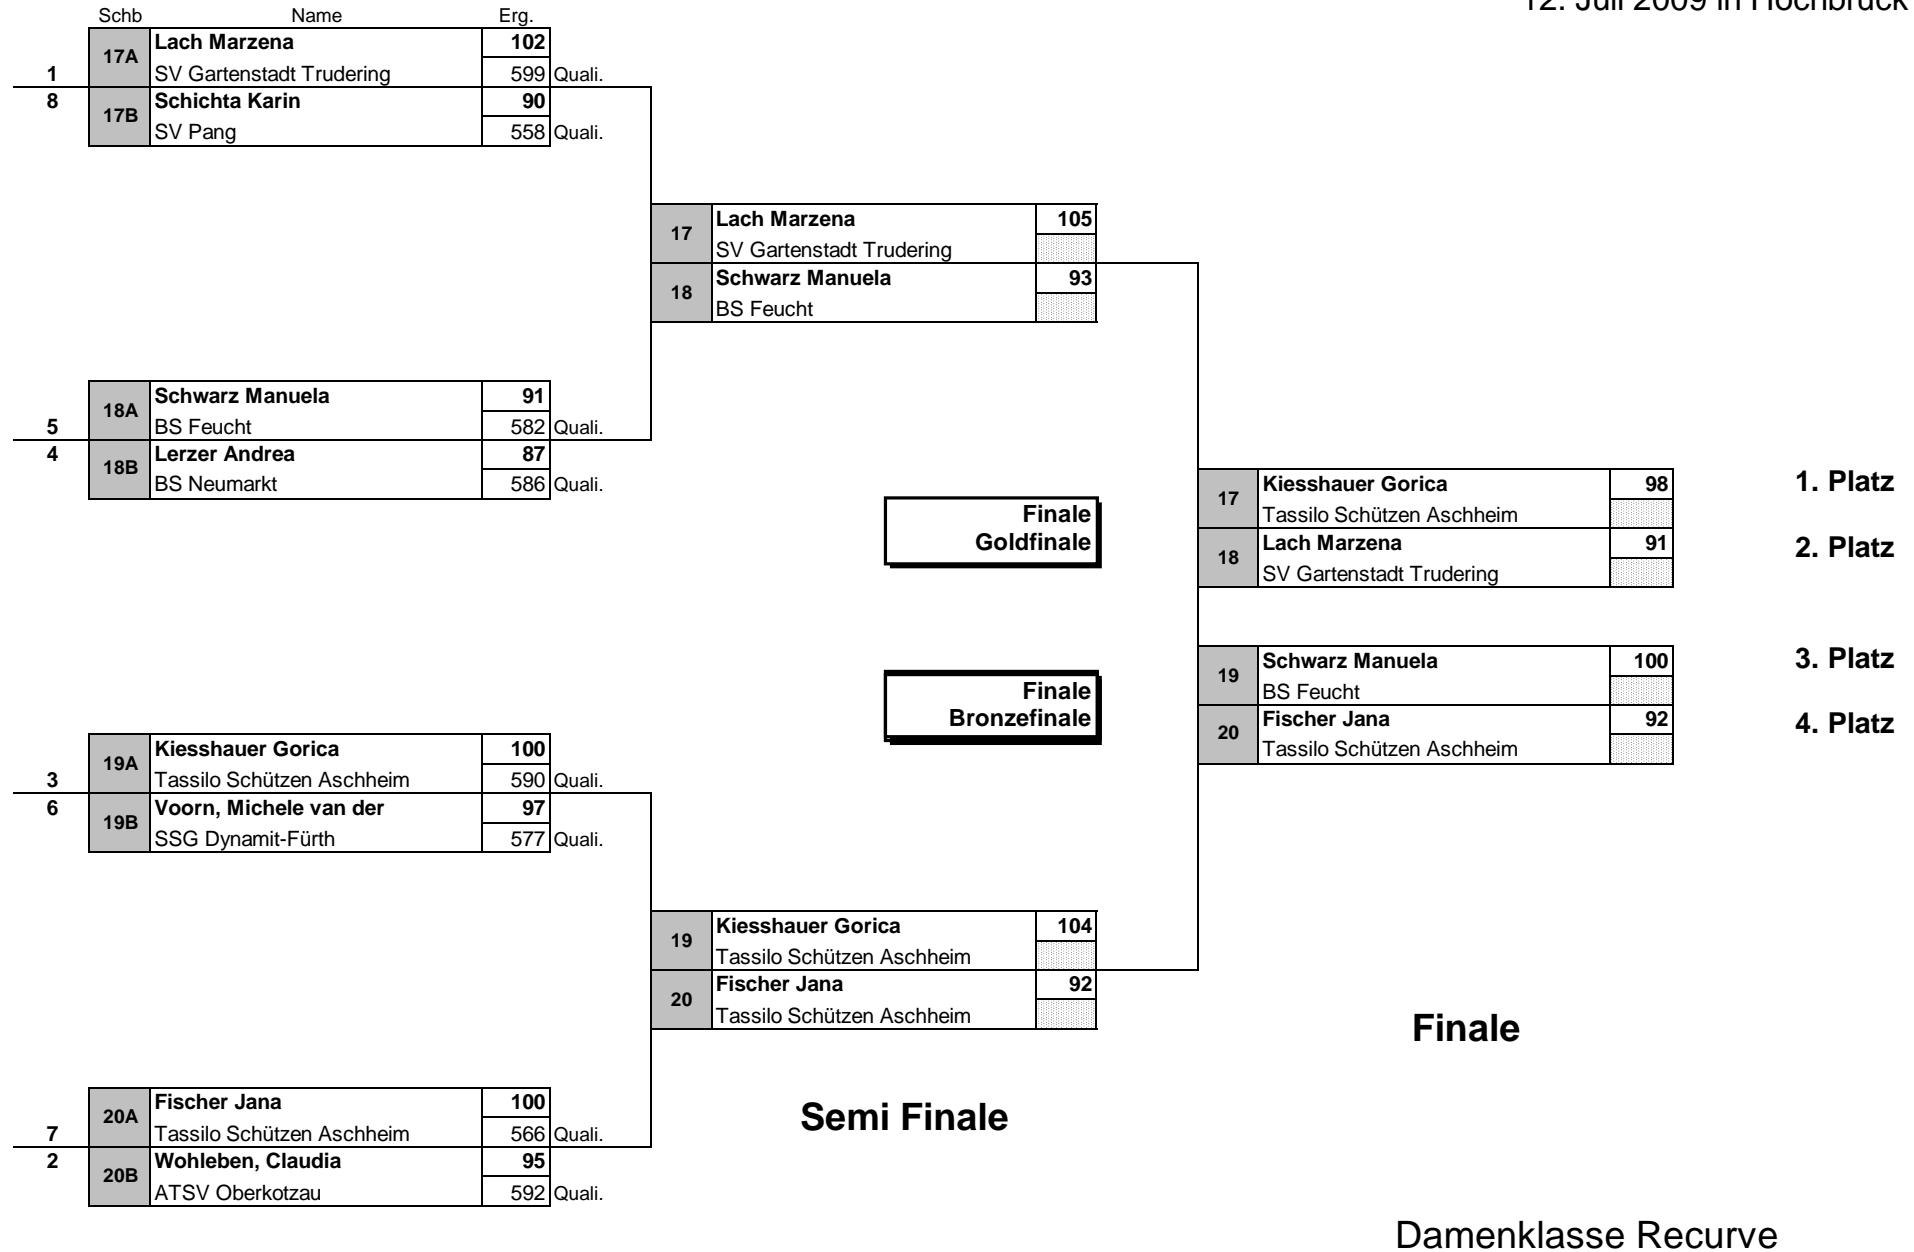 12. Juli 2009 in Hochbrück
Schb Name Erg.
17A Lach Marzena 102
1 SV Gartenstadt Trudering 599 Quali.
8 17B Schichta Karin 90
SV Pang 558 Quali.
17 Lach Marzena 105
SV Gartenstadt Trudering
18 Schwarz Manuela 93
BS Feucht
18A Schwarz Manuela 91
5 BS Feucht 582 Quali.
4 18B Lerzer Andrea 87
BS Neumarkt 586 Quali.
17 Kiesshauer Gorica 98 1. Platz
Tassilo Schützen Aschheim
18 Lach Marzena 91 2. Platz
SV Gartenstadt Trudering
Finale
Goldfinale
19 Schwarz Manuela 100 3. Platz
BS Feucht
20 Fischer Jana 92 4. Platz
Tassilo Schützen Aschheim
Finale
Bronzefinale
19A Kiesshauer Gorica 100
3 Tassilo Schützen Aschheim 590 Quali.
6 19B Voorn, Michele van der 97
SSG Dynamit-Fürth 577 Quali.
19 Kiesshauer Gorica 104
Tassilo Schützen Aschheim
20 Fischer Jana 92
Tassilo Schützen Aschheim
Finale
20A Fischer Jana 100
7 Tassilo Schützen Aschheim 566 Quali.
2 20B Wohleben, Claudia 95
ATSV Oberkotzau 592 Quali.
Semi Finale
Damenklasse Recurve